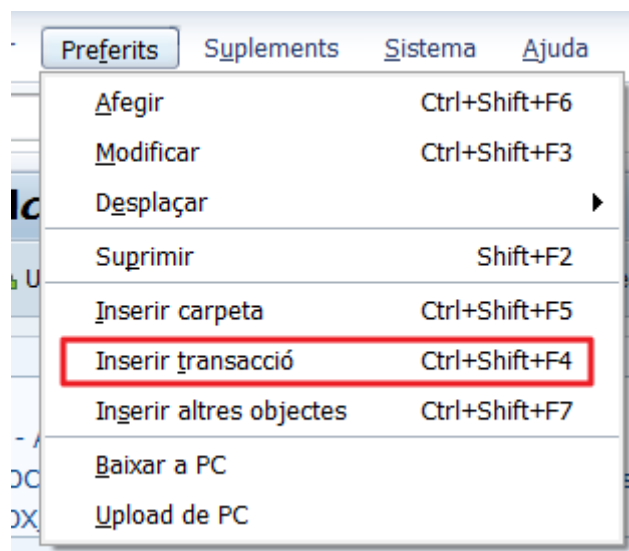 Preferits Suplements Sistema Ajuda
Afegir Ctrl+Shift+F6
Modificar Ctrl+Shift+F3
Desplaçar
Suprimir Shift+F2
Inserir carpeta Ctrl+Shift+F5
Inserir transacció Ctrl+Shift+F4
Inserir altres objectes Ctrl+Shift+F7
Baixar a PC
Upload de PC